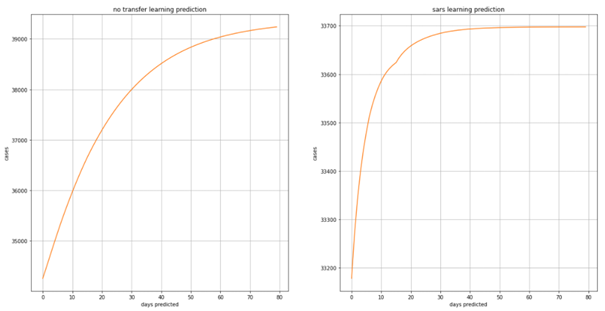 no transfer learning prediction
39000
38000
37000
36000
35000
cases
0 10 20 30 40 50 60 70 80
days predicted
sars learning prediction
33700
33600
33500
33400
33300
33200
cases
0 10 20 30 40 50 60 70 80
days predicted